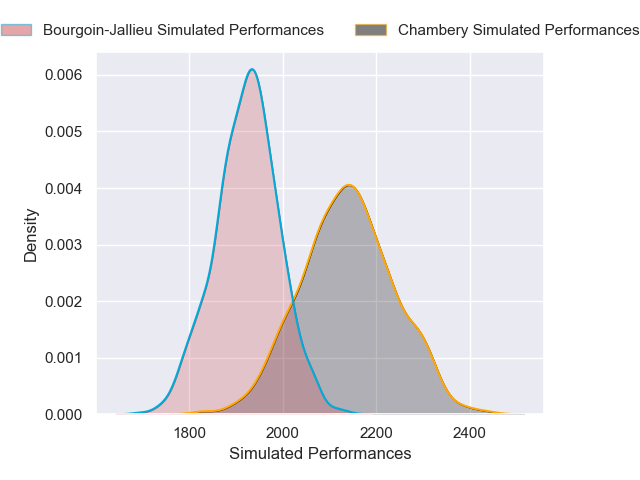 Bourgoin-Jallieu Simulated Performances Chambery Simulated Performances
0.006
0.005
0.004
0.003
0.002
0.001
0.000
Density
1800 2000 2200 2400
Simulated Performances